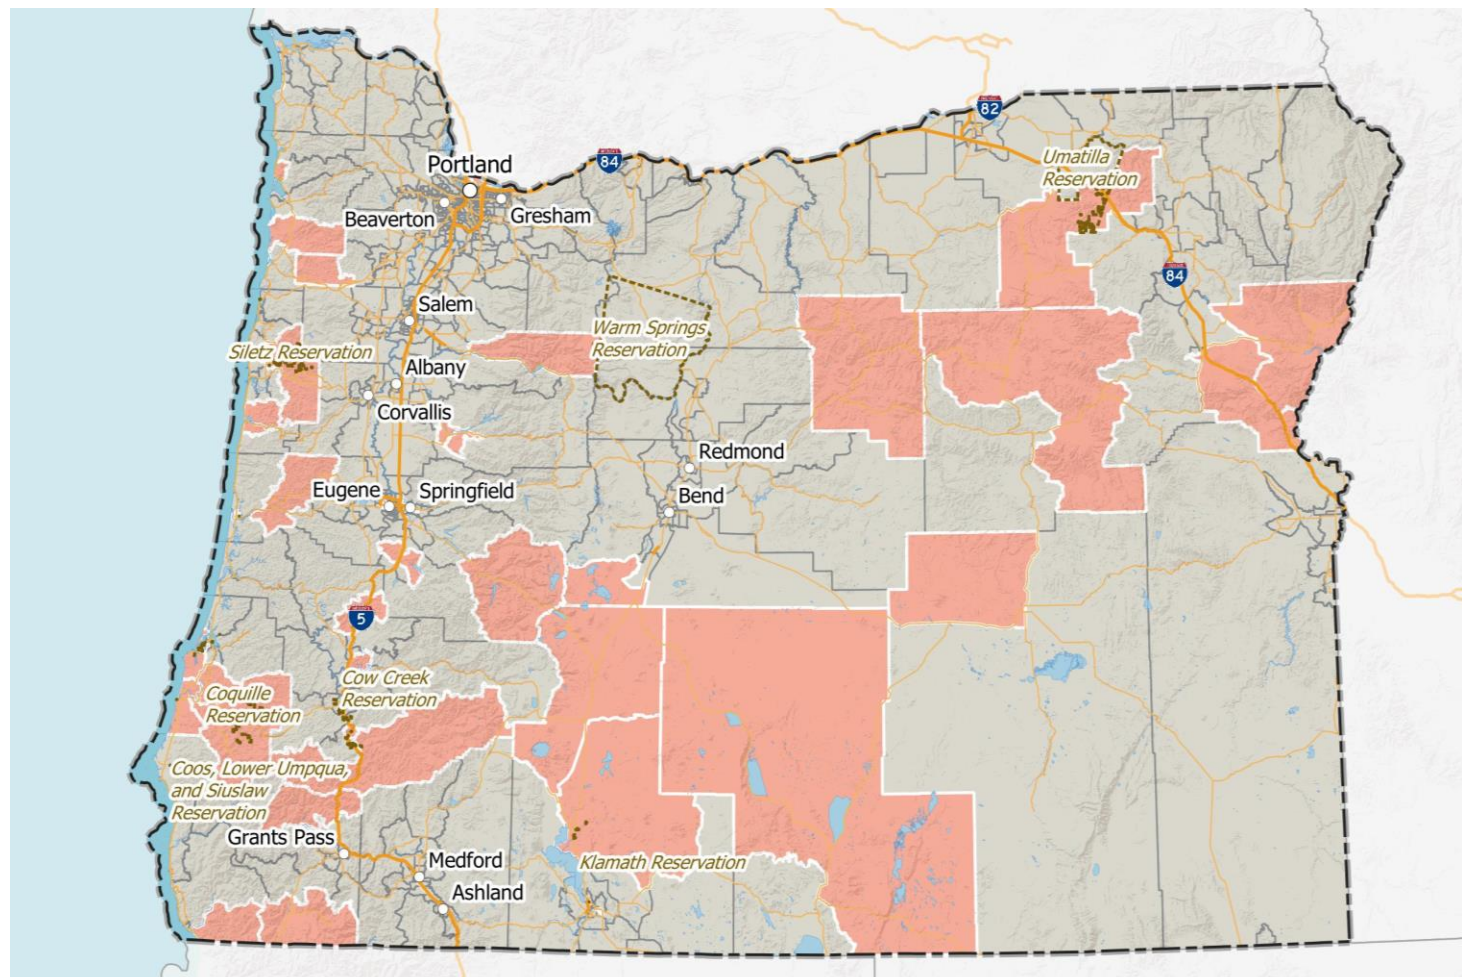 82
Portland
84
Umatilla
Reservation
Beaverton
Gresham
84
Salem
Warm Springs
Reservation
Siletz Reservation
Albany
Corvallis
Redmond
Eugene
Springfield
Bend
5
Cow Creek
Reservation
Coquille
Reservation
Coos, Lower Umpqua,
and Siuslaw
Reservation
Grants Pass
Medford
Klamath Reservation
Ashland